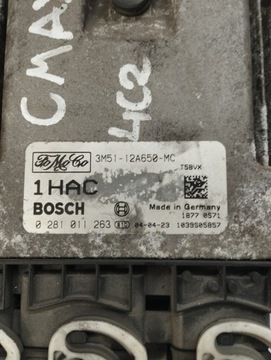 CMAX
4C2
FoMoCo 3M51-12A650-MC
TSBVX
1HAC
BOSCH
Made in Germany
1877 0571
0 281 011 263 04-04-23 1039S05857